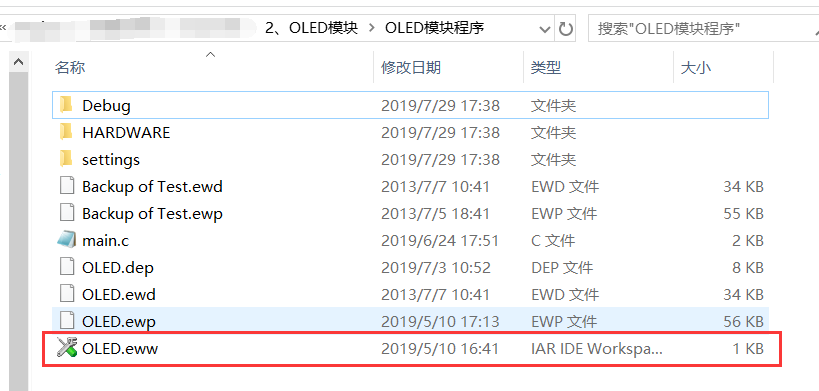 « 2、OLED模块 > OLED模块程序 搜索"OLED模块程序"
名称 修改日期 类型 大小
Debug 2019/7/29 17:38 文件夹
HARDWARE 2019/7/29 17:38 文件夹
settings 2019/7/29 17:38 文件夹
Backup of Test.ewd 2013/7/7 10:41 EWD 文件 34 KB
Backup of Test.ewp 2013/7/5 18:41 EWP 文件 55 KB
main.c 2019/6/24 17:51 C 文件 2 KB
OLED.dep 2019/7/3 10:52 DEP 文件 8 KB
OLED.ewd 2013/7/7 10:41 EWD 文件 34 KB
OLED.ewp 2019/5/10 17:13 EWP 文件 56 KB
OLED.eww 2019/5/10 16:41 IAR IDE Workspa... 1 KB